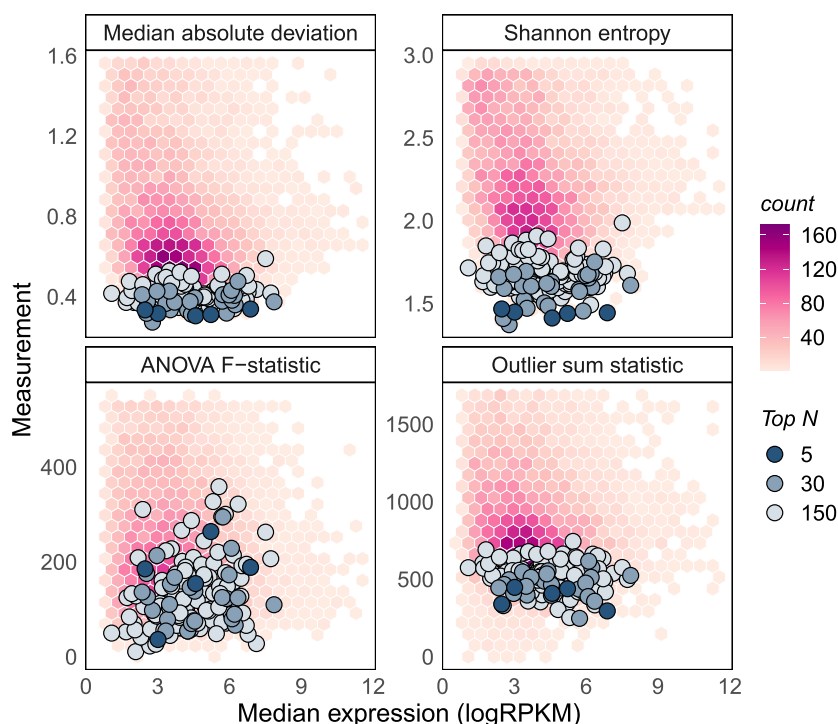 Median absolute deviation
Shannon entropy
1.6
1.2
0.8
0.4
3.0
2.5
2.0
1.5
count
160
120
80
40
Measurement
ANOVA F−statistic
Outlier sum statistic
400
200
0
1500
1000
500
0
Top N
5
30
150
0 3 6 9 12
0 3 6 9 12
Median expression (logRPKM)